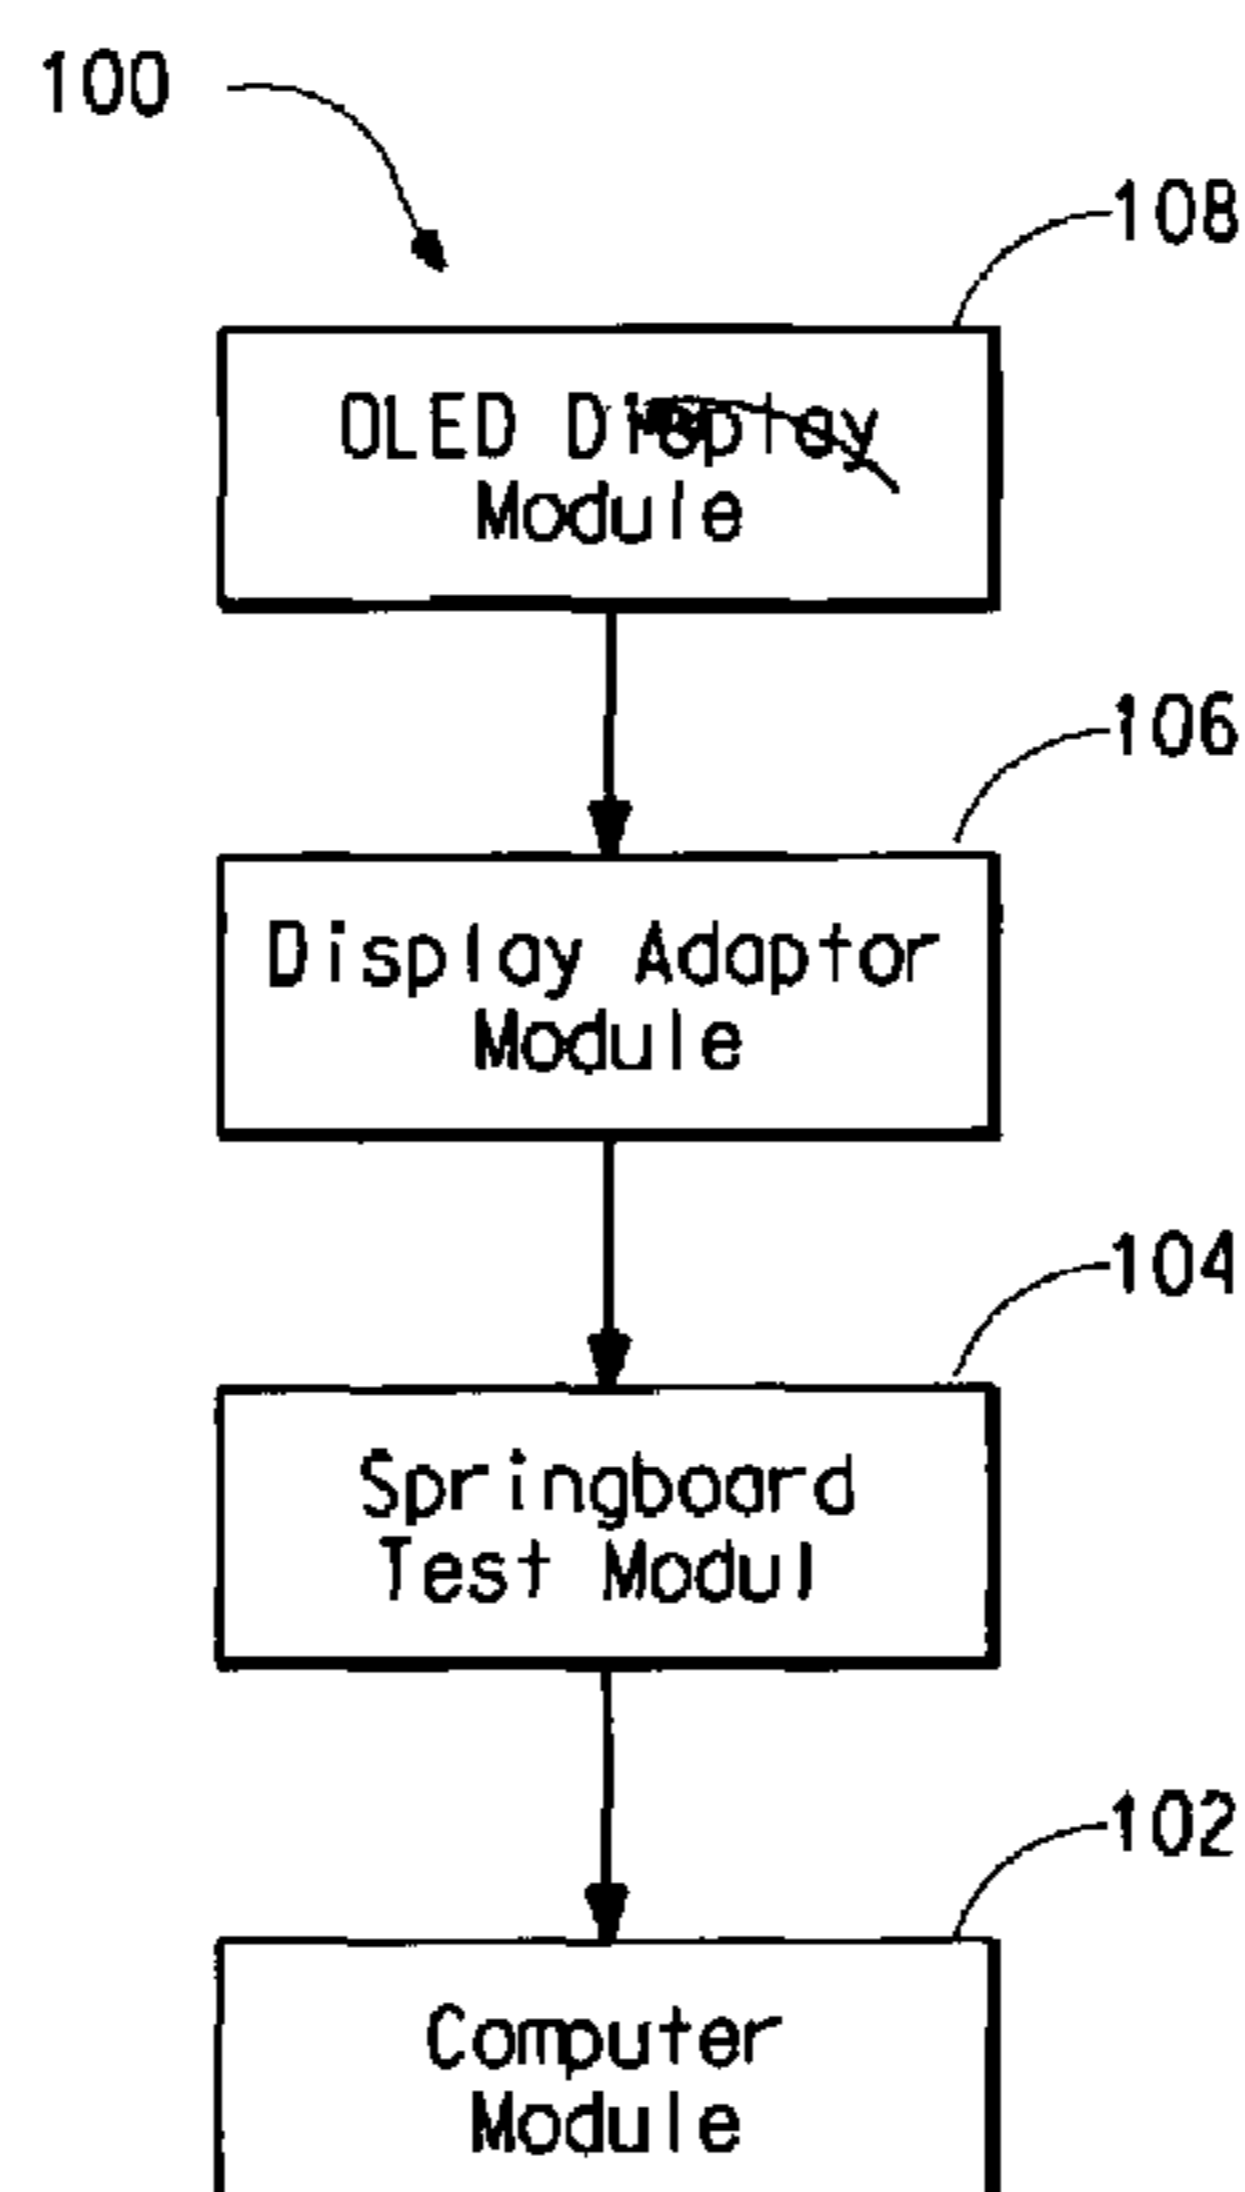 100
108
OLED Display
Module
106
Display Adaptor
Module
104
Springboard
Test Modul
102
Computer
Module